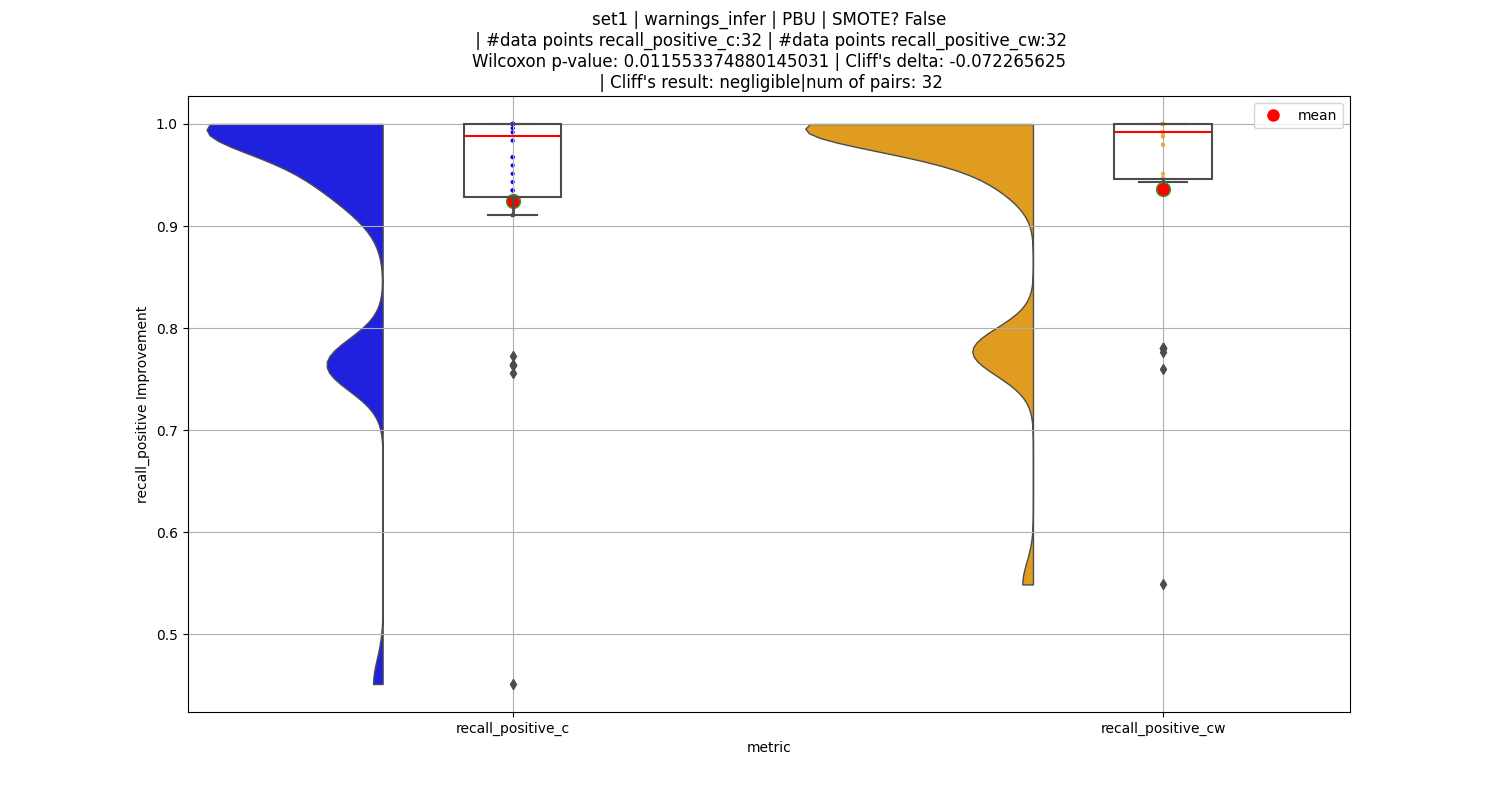 set1 | warnings_infer | PBU | SMOTE? False
| #data points recall_positive_c:32 | #data points recall_positive_cw:32
Wilcoxon p-value: 0.011553374880145031 | Cliff's delta: -0.072265625
| Cliff's result: negligible|num of pairs: 32
mean
1.0
0.9
0.8
0.7
0.6
0.5
recall_positive Improvement
recall_positive_c
recall_positive_cw
metric